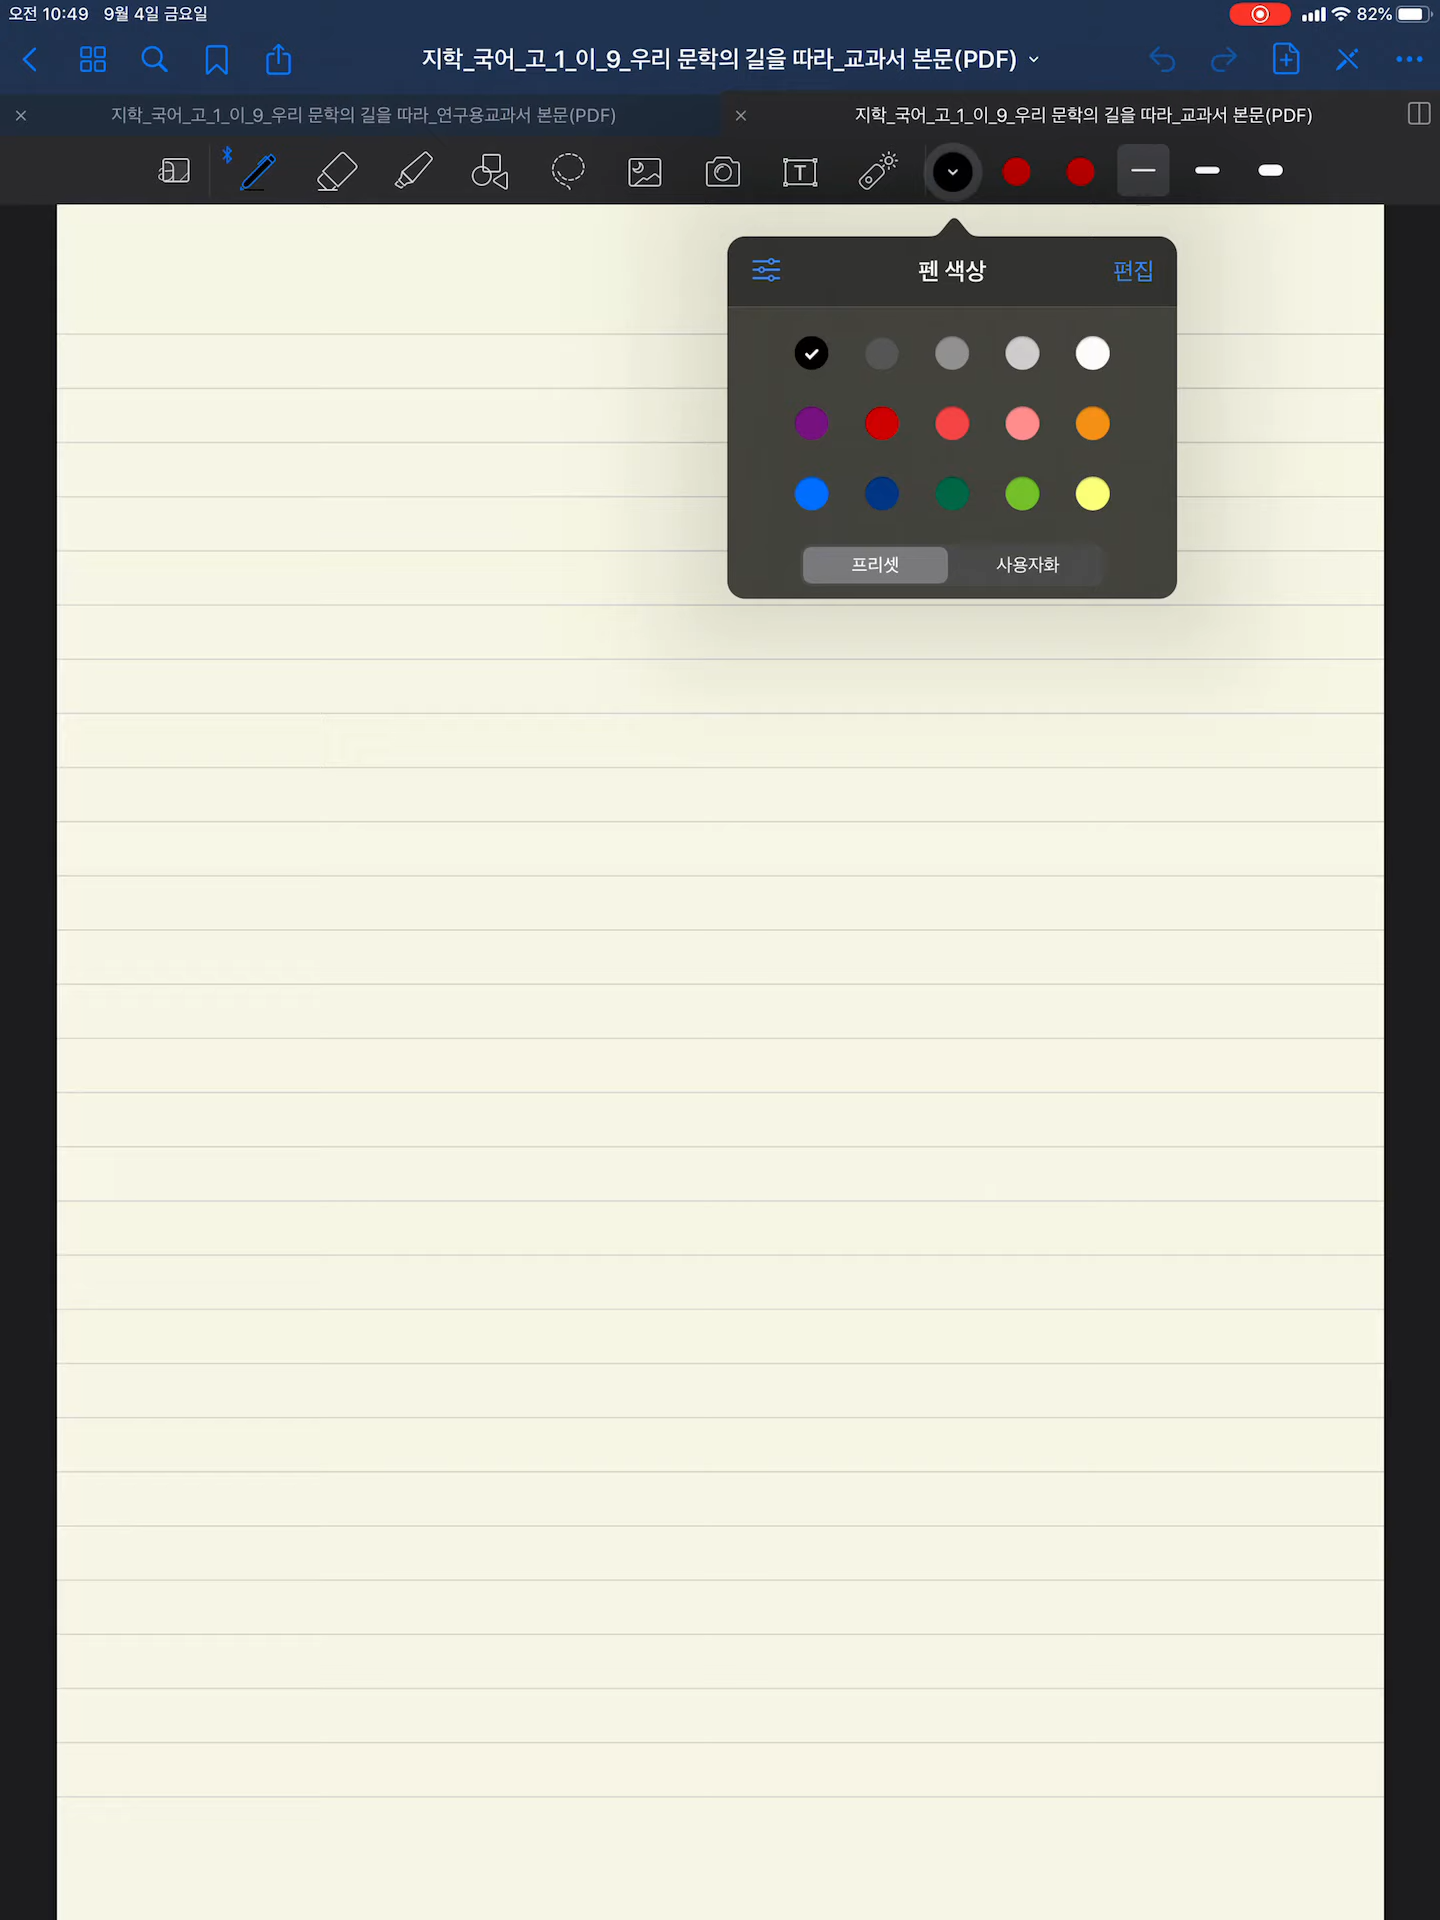 오전 10:49 9월 4일 금요일
82%
지학_국어_고_1_이_9_우리 문학의 길을 따라_교과서 본문(PDF)
지학_국어_고_1_이_9_우리 문학의 길을 따라_연구용교과서 본문(PDF)
지학_국어_고_1_이_9_우리 문학의 길을 따라_교과서 본문(PDF)
펜 색상
편집
프리셋
사용자화